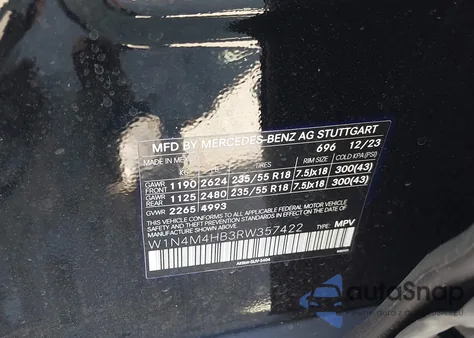 MFD BY MERCEDES-BENZ AG STUTTGART
MADE IN 696 12/23
TIRES RIM SIZE COLD KPA(PSI)
GAWR FRONT 1190 2624 235/55 R18 7.5Jx18 300(43)
GAWR REAR 1125 2480 235/55 R18 7.5Jx18 300(43)
GVWR 2265 4993
THIS VEHICLE CONFORMS TO ALL APPLICABLE
FEDERAL MOTOR VEHICLE SAFETY STANDARDS
IN EFFECT ON THE DATE OF MANUFACTURE SHOWN ABOVE
W1N4M4HB3RW357422 TYPE: MPV
autoSnap